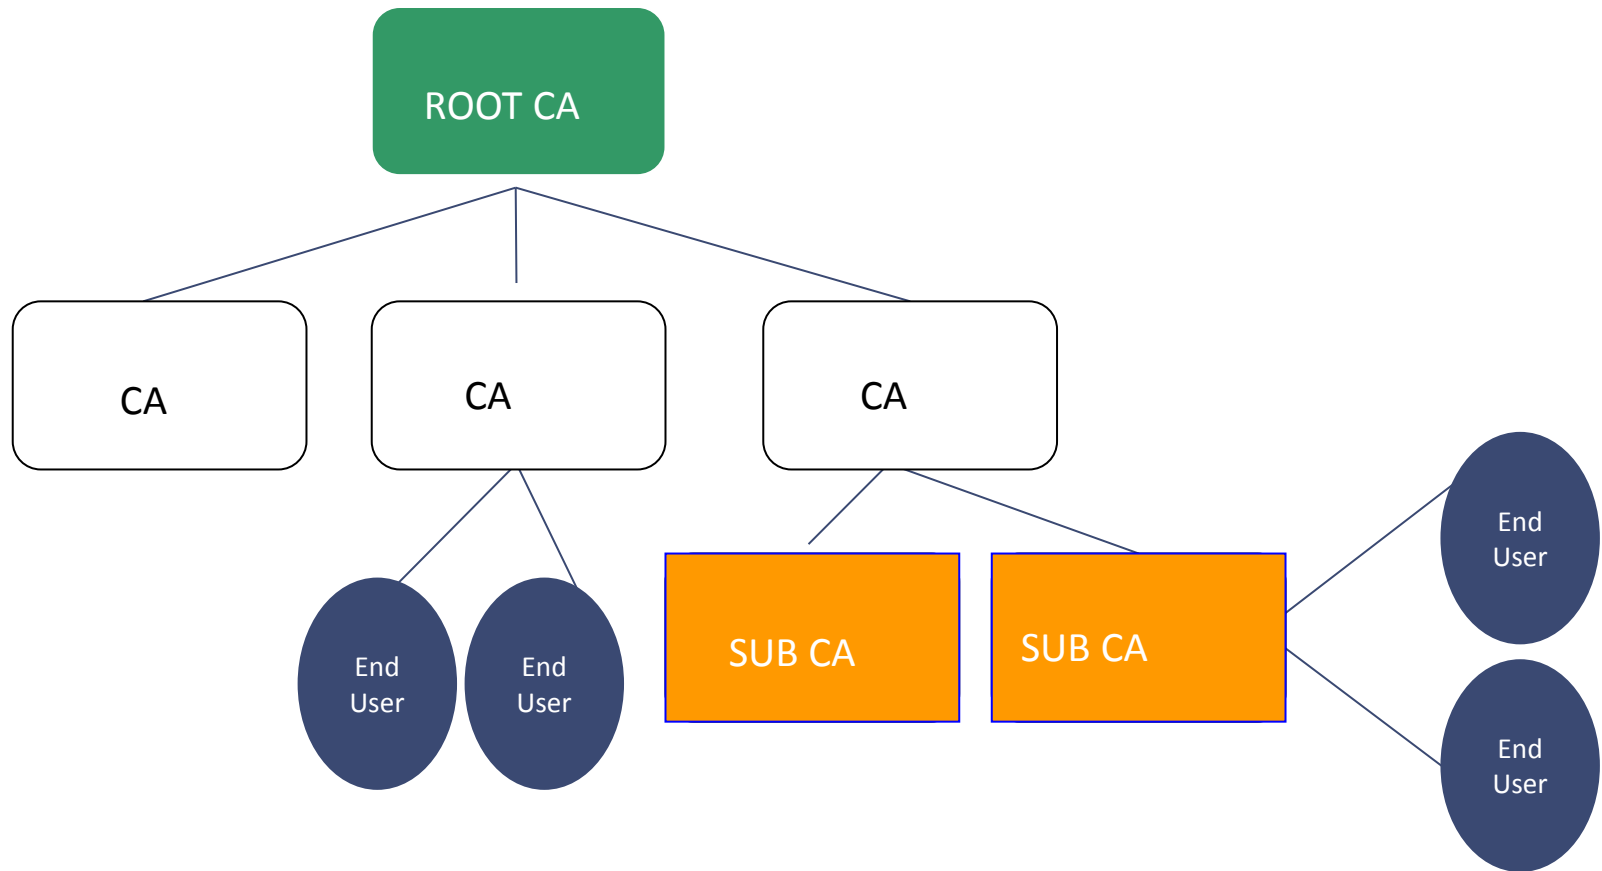 ROOT CA
CA
CA
CA
End
User
End
User
SUB CA
SUB CA
End
User
End
User